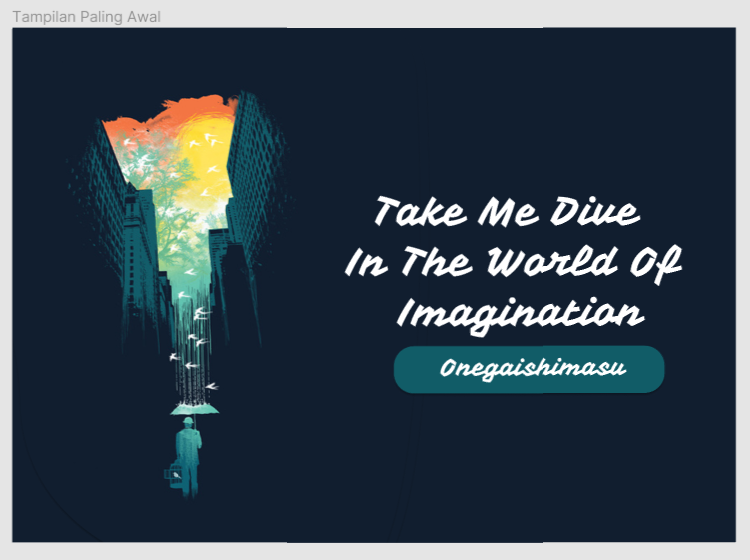 Tampilan Paling Awal
Take Me Dive
In The World Of
Imagination
Onegaishimasu